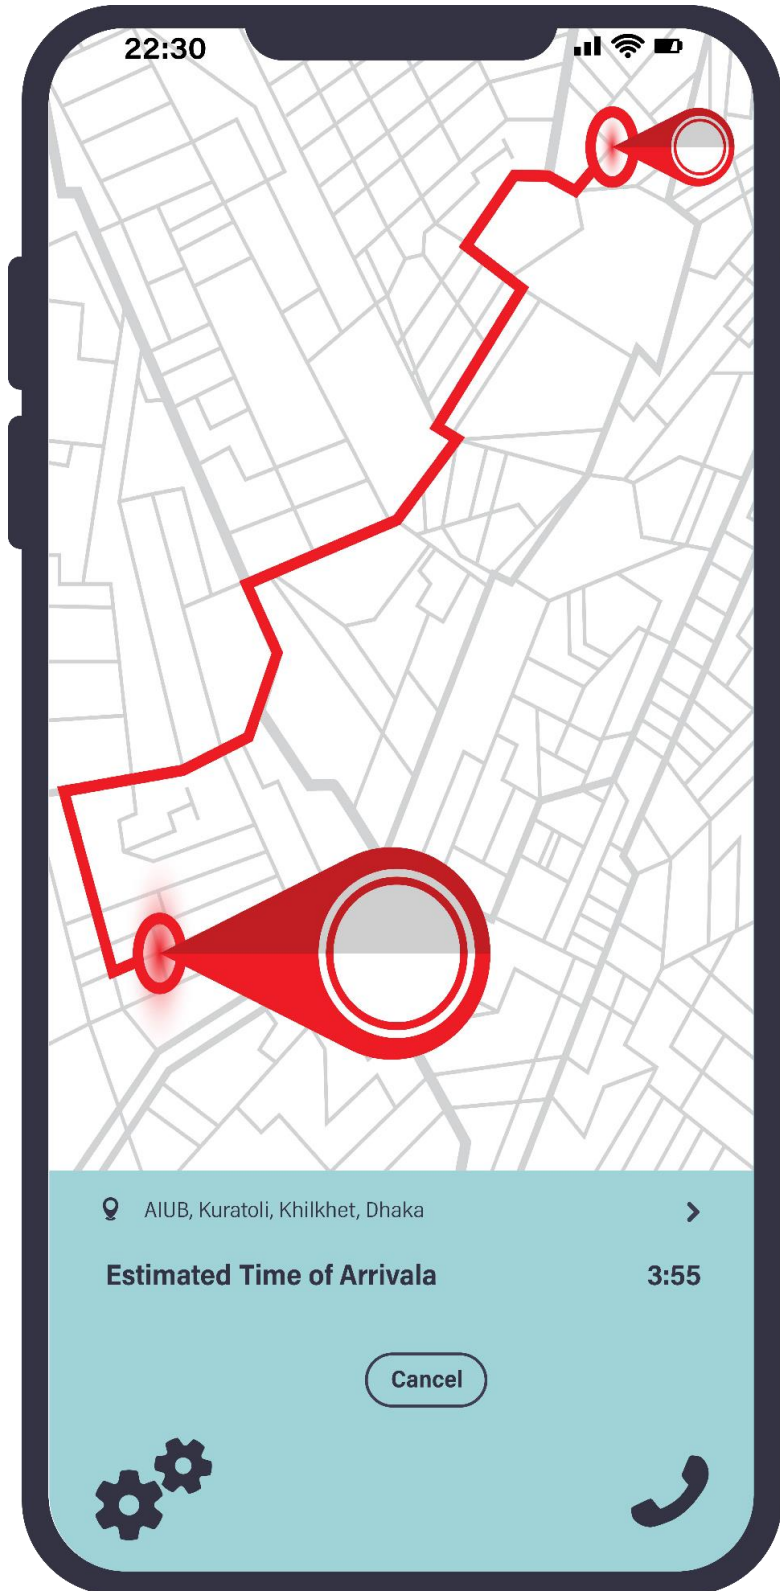 22:30
AIUB, Kuratoli, Khilkhet, Dhaka
Estimated Time of Arrivala 3:55
Cancel